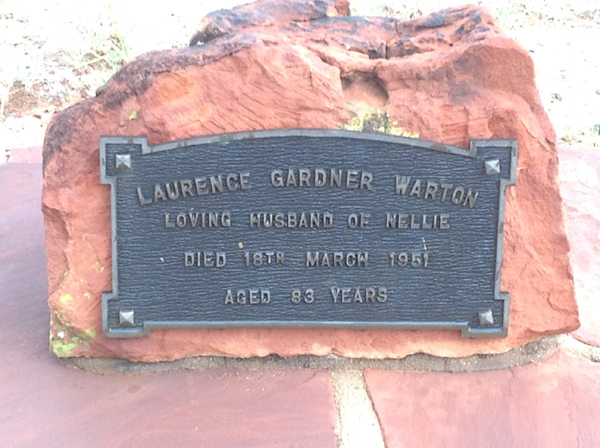 LAURENCE GARDNER WARTON
LOVING HUSBAND OF NELLIE
DIED 18TH MARCH 1951
AGED 83 YEARS